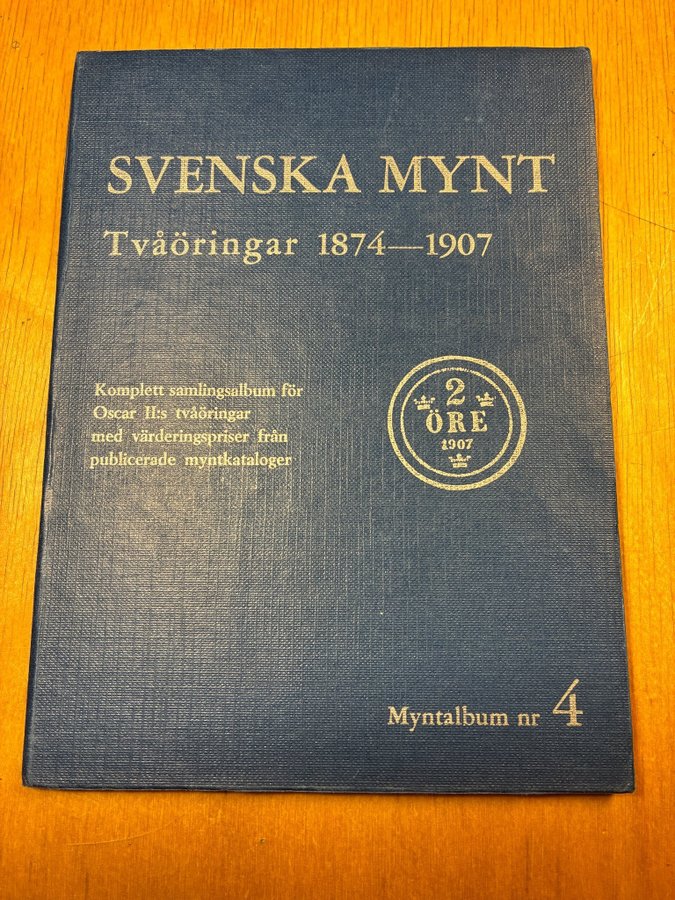 SVENSKA MYNT
Tvåöringar 1874—1907
Komplett samlingsalbum för
Oscar II:s tvåöringar
med värderingspriser från
publicerade myntkataloger
2
ÖRE
1907
Myntalbum nr 4